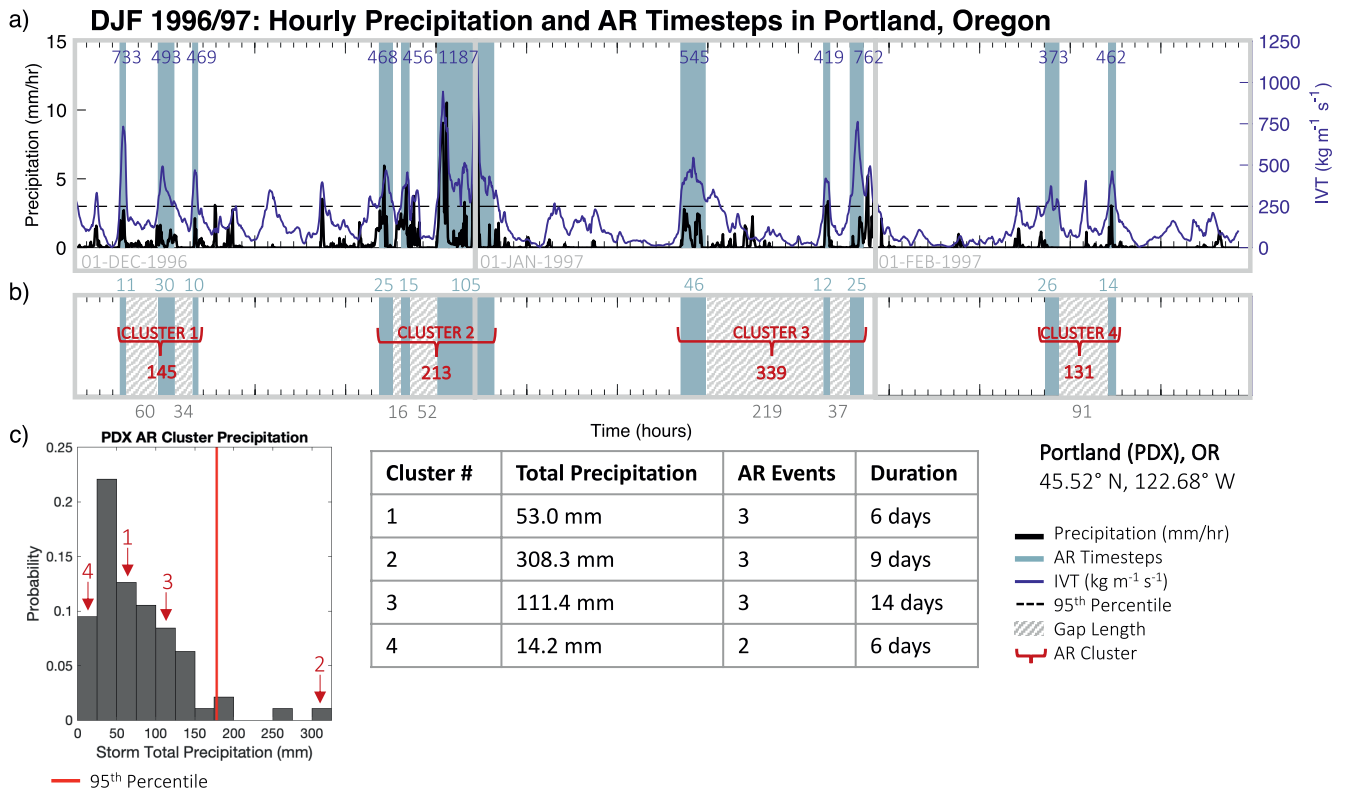 a) DJF 1996/97: Hourly Precipitation and AR Timesteps in Portland, Oregon
15 1250
733 493 469 468 456 1187 545 419 762 373 462
10 1000
750
5 500
250
0 0
Precipitation (mm/hr)
IVT (kg m⁻¹ s⁻¹)
01-DEC-1996 01-JAN-1997 01-FEB-1997
b) 11 30 10 25 15 105 46 12 25 26 14
CLUSTER 1 CLUSTER 2 CLUSTER 3 CLUSTER 4
145 213 339 131
60 34 16 52 219 37 91
Time (hours)
c) PDX AR Cluster Precipitation
0.25
0.2
0.15
0.1
0.05
0
Probability
4 1 3 2
0 50 100 150 200 250 300
Storm Total Precipitation (mm)
95th Percentile
Cluster # Total Precipitation AR Events Duration
1 53.0 mm 3 6 days
2 308.3 mm 3 9 days
3 111.4 mm 3 14 days
4 14.2 mm 2 6 days
Portland (PDX), OR
45.52° N, 122.68° W
Precipitation (mm/hr)
AR Timesteps
IVT (kg m⁻¹ s⁻¹)
95th Percentile
Gap Length
AR Cluster